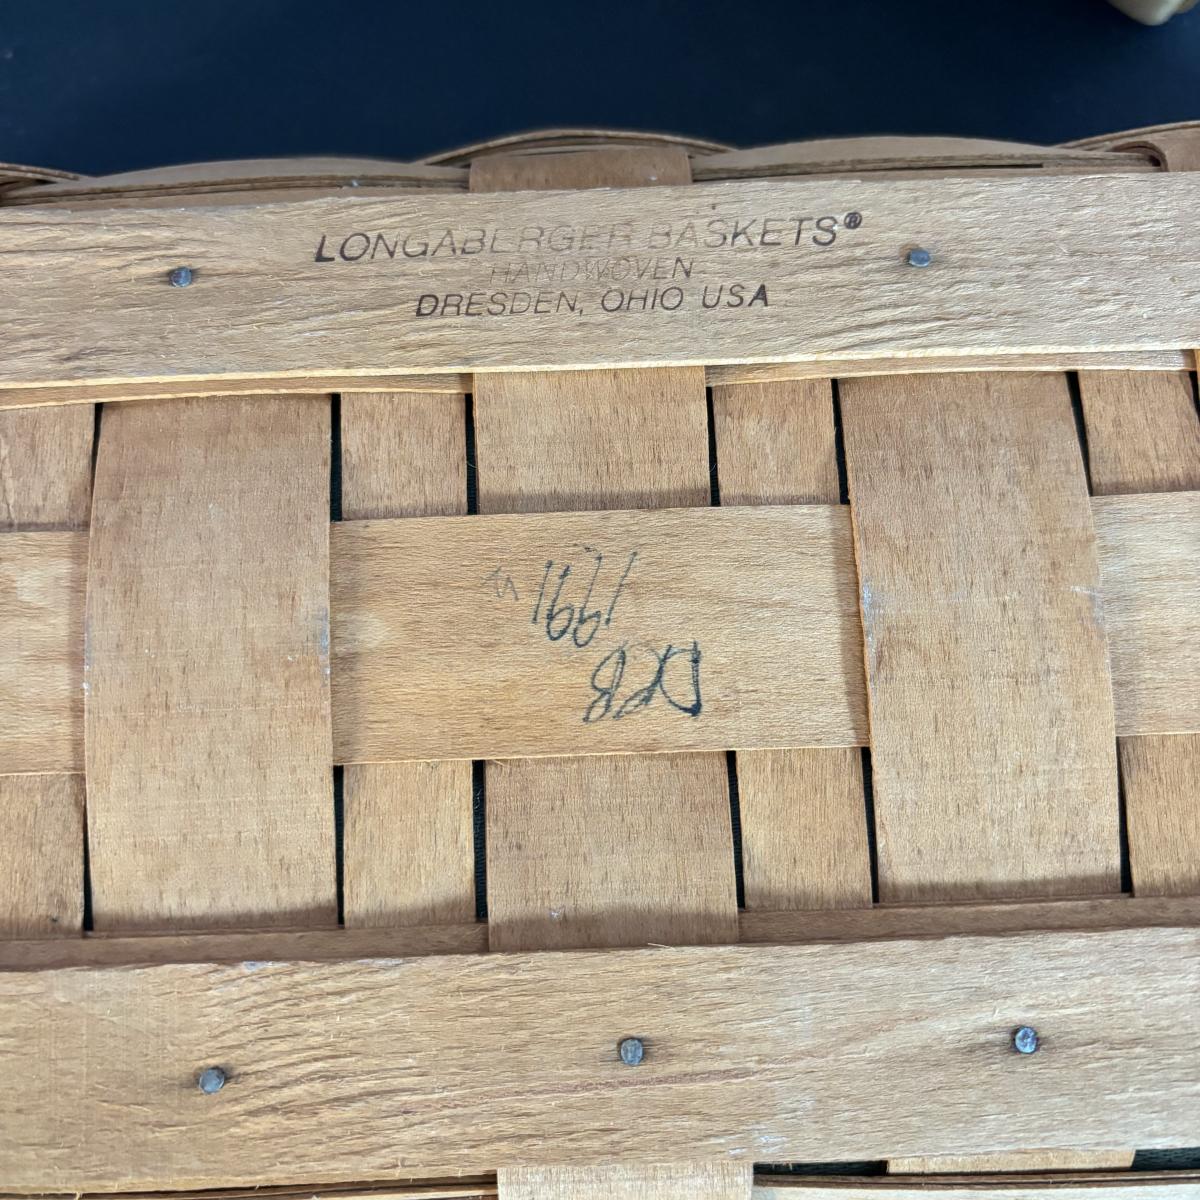 LONGABERGER BASKETS®
HANDWOVEN
DRESDEN, OHIO USA
1991